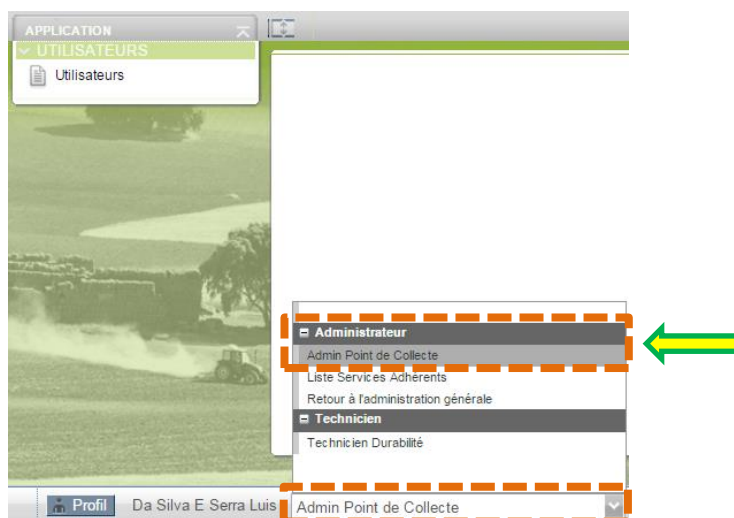 APPLICATION
UTILISATEURS
Utilisateurs
Administrateur
Admin Point de Collecte
Liste Services Adhérents
Retour à l'administration générale
Technicien
Technicien Durabilité
Profil Da Silva E Serra Luis Admin Point de Collecte